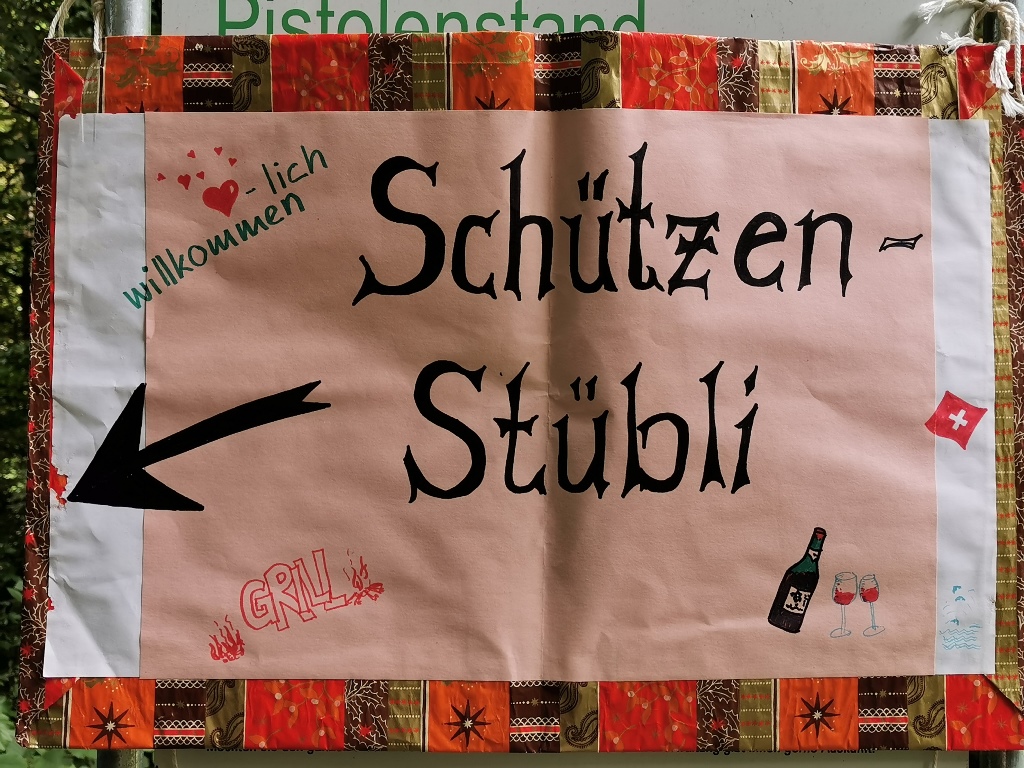 Pistolenstand
-lich
willkommen
Schützen-
Stübli
GRILL